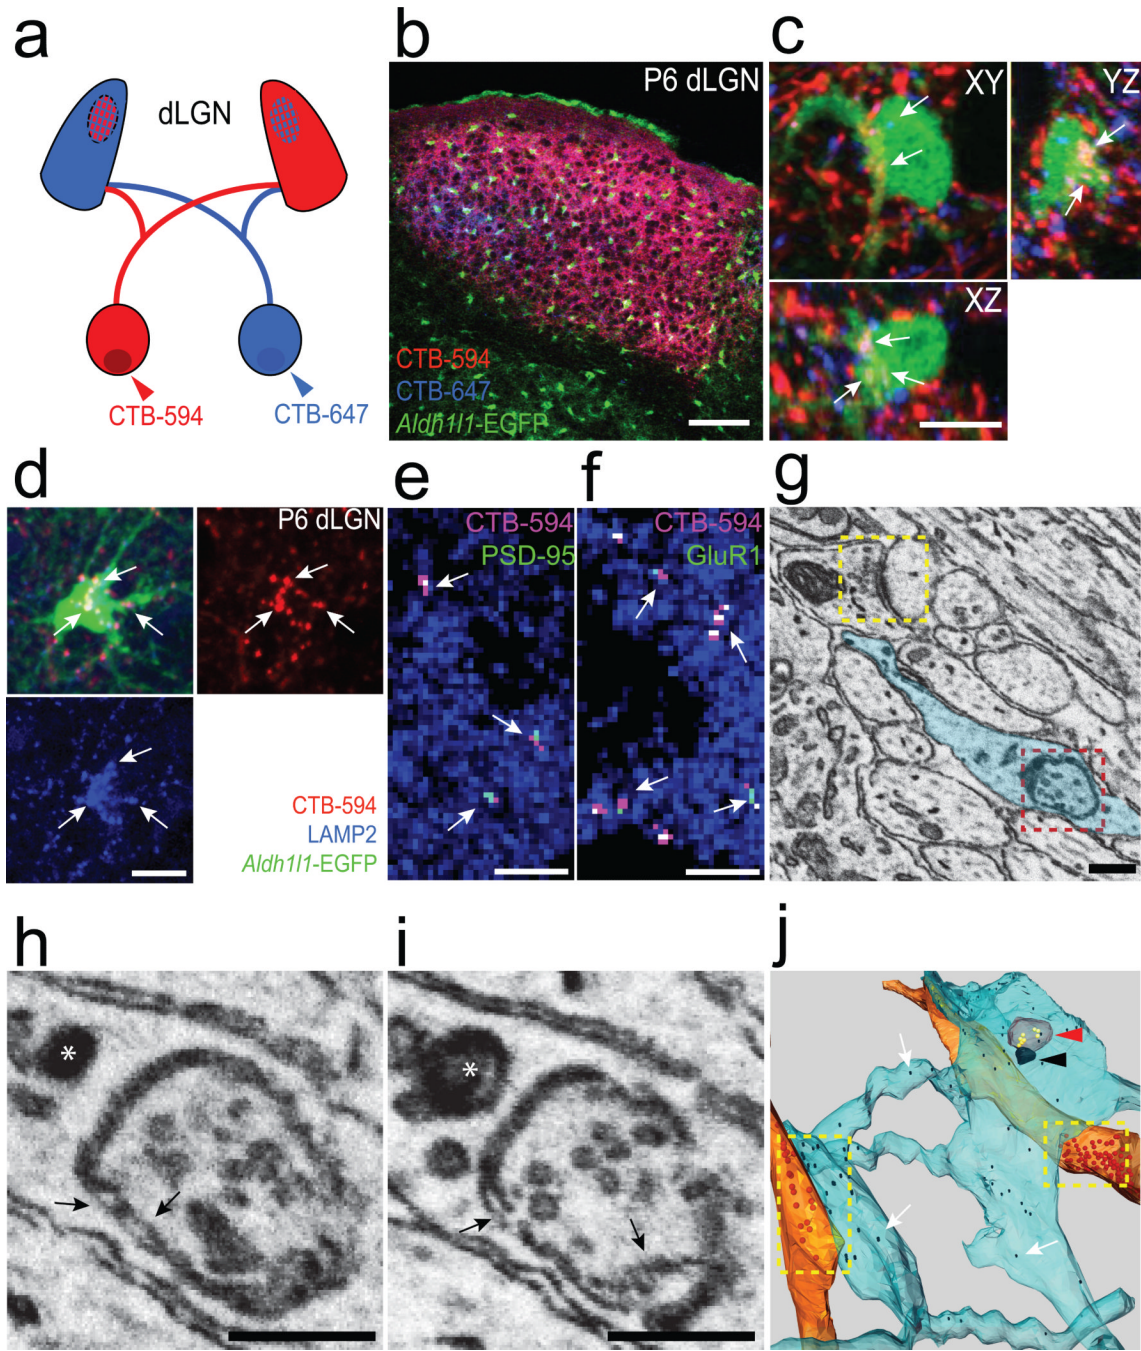 a
dLGN
CTB-594
CTB-647
b
P6 dLGN
CTB-594
CTB-647
Aldh1l1-EGFP
c
XY
YZ
XZ
d
P6 dLGN
CTB-594
LAMP2
Aldh1l1-EGFP
e
CTB-594
PSD-95
f
CTB-594
GluR1
g
h
*
i
*
j